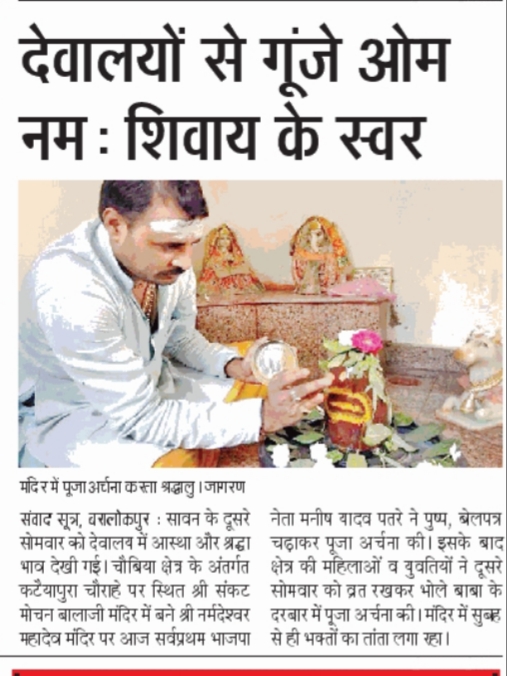 देवालयों से गूंजे ओम
नम: शिवाय के स्वर
मंदिर में पूजा अर्चना करता श्रद्धालु । जागरण
संवाद सूत्र, बसलोकपुर : सावन के दूसरे
सोमवार को देवालय में आस्था और श्रद्धा
भाव देखी गई। चौबिया क्षेत्र के अंतर्गत
कटैयापुरा चौराहे पर स्थित श्री संकट
मोचन बालाजी मंदिर में बने श्री नर्मदेश्वर
महादेव मंदिर पर आज सर्वप्रथम भाजपा
नेता मनीष यादव पतरे ने पुष्प, बेलपत्र
चढ़ाकर पूजा अर्चना की। इसके बाद
क्षेत्र की महिलाओं व युवतियों ने दूसरे
सोमवार को व्रत रखकर भोले बाबा के
दरबार में पूजा अर्चना की। मंदिर में सुबह
से ही भक्तों का तांता लगा रहा।